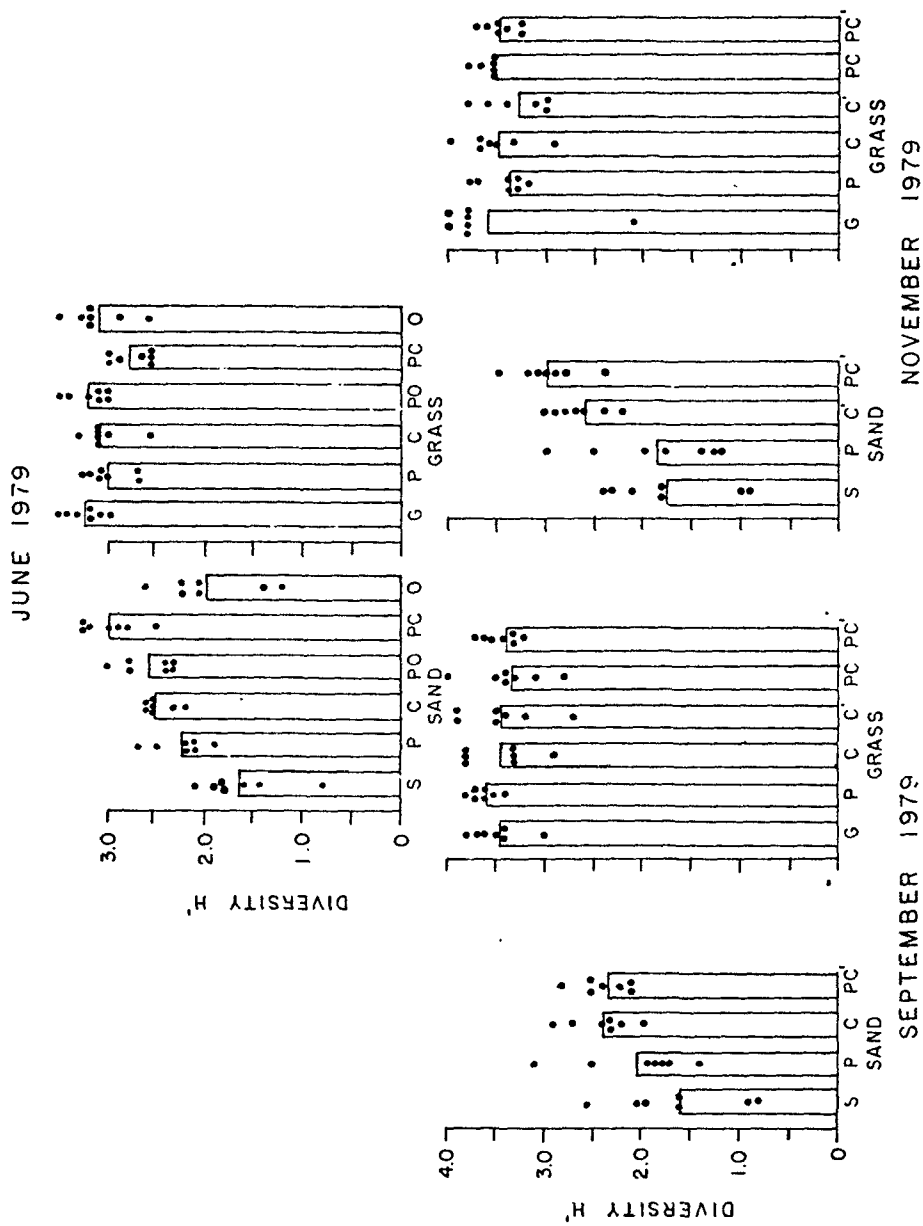 JUNE 1979
DIVERSITY H'
3.0
2.0
1.0
0
S P C PO PC O
SAND
G P C PO PC O
GRASS
DIVERSITY H'
4.0
3.0
2.0
1.0
0
S P C PC'
SAND
G P C C' PC PC'
GRASS
SEPTEMBER 1979
S P C' PC'
SAND
G P C C' PC PC'
GRASS
NOVEMBER 1979